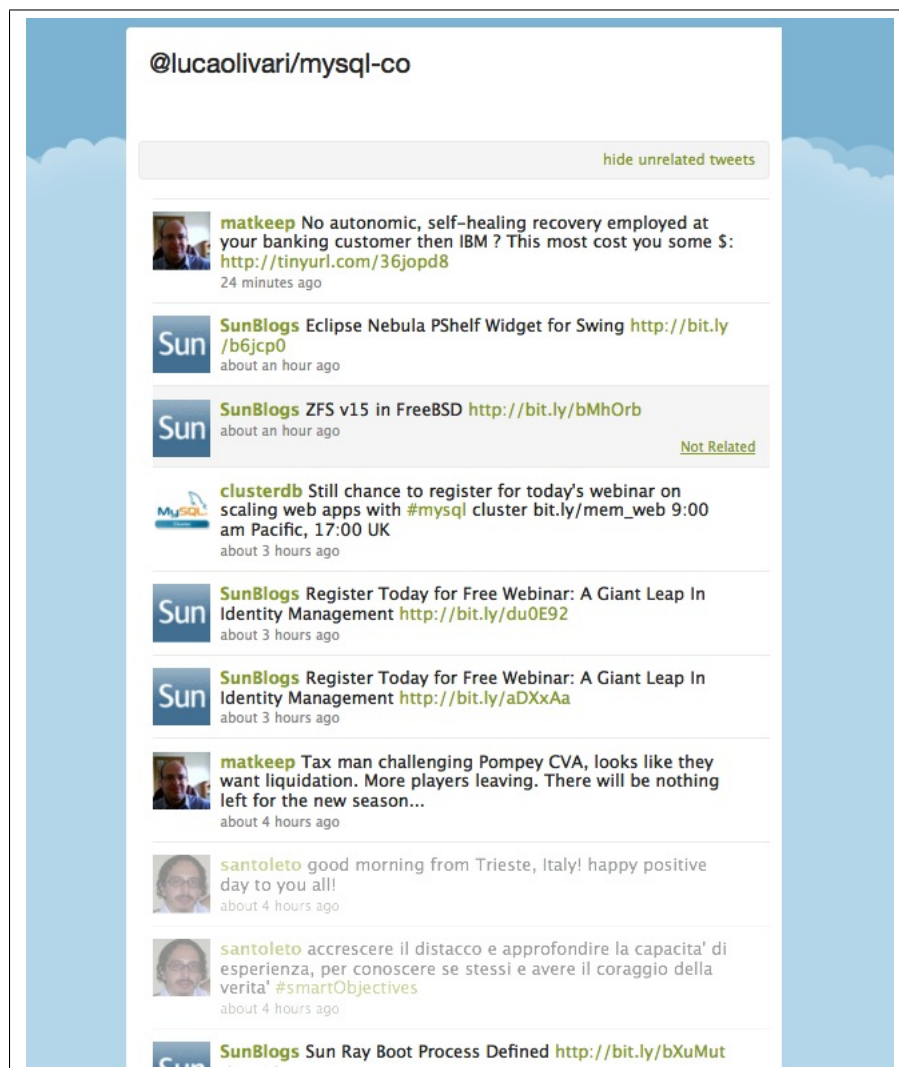 @lucaolivari/mysql-co
hide unrelated tweets
matkeep No autonomic, self-healing recovery employed at
your banking customer then IBM ? This most cost you some $:
http://tinyurl.com/36jopd8
24 minutes ago
Sun
SunBlogs Eclipse Nebula PShelf Widget for Swing http://bit.ly
/b6jcp0
about an hour ago
Sun
SunBlogs ZFS v15 in FreeBSD http://bit.ly/bMhOrb
about an hour ago
Not Related
MySQL
Cluster
clusterdb Still chance to register for today's webinar on
scaling web apps with #mysql cluster bit.ly/mem_web 9:00
am Pacific, 17:00 UK
about 3 hours ago
Sun
SunBlogs Register Today for Free Webinar: A Giant Leap In
Identity Management http://bit.ly/du0E92
about 3 hours ago
Sun
SunBlogs Register Today for Free Webinar: A Giant Leap In
Identity Management http://bit.ly/aDXxAa
about 3 hours ago
matkeep Tax man challenging Pompey CVA, looks like they
want liquidation. More players leaving. There will be nothing
left for the new season...
about 4 hours ago
santoleto good morning from Trieste, Italy! happy positive
day to you all!
about 4 hours ago
santoleto accrescere il distacco e approfondire la capacita' di
esperienza, per conoscere se stessi e avere il coraggio della
verita' #smartObjectives
about 4 hours ago
Sun
SunBlogs Sun Ray Boot Process Defined http://bit.ly/bXuMut